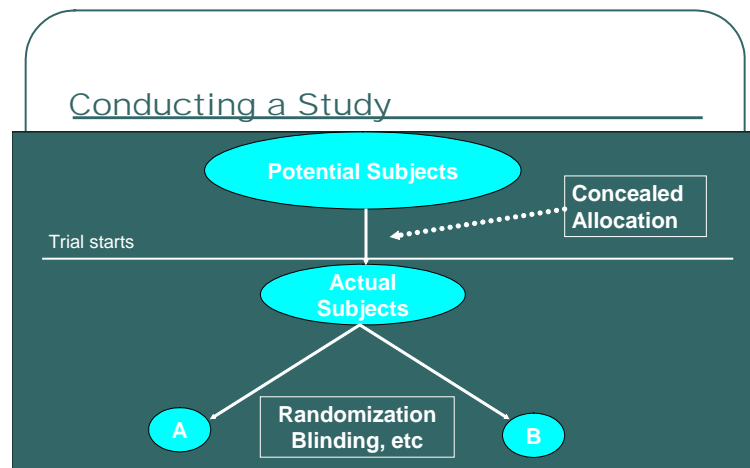 Conducting a Study
Potential Subjects
Concealed
Allocation
Trial starts
Actual
Subjects
A
Randomization
Blinding, etc
B